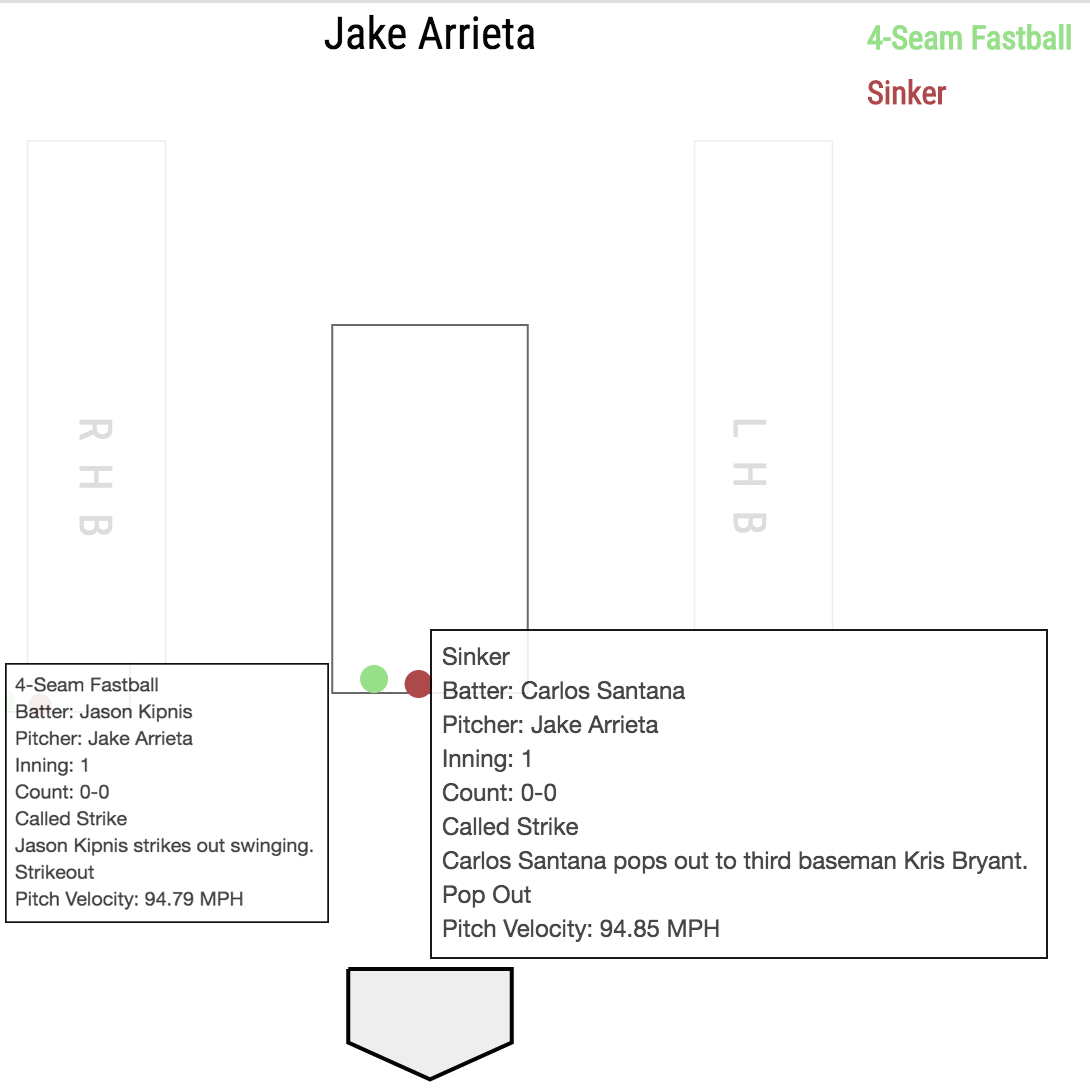 Jake Arrieta
4-Seam Fastball
Sinker
R H B
L H B
4-Seam Fastball
Batter: Jason Kipnis
Pitcher: Jake Arrieta
Inning: 1
Count: 0-0
Called Strike
Jason Kipnis strikes out swinging.
Strikeout
Pitch Velocity: 94.79 MPH
Sinker
Batter: Carlos Santana
Pitcher: Jake Arrieta
Inning: 1
Count: 0-0
Called Strike
Carlos Santana pops out to third baseman Kris Bryant.
Pop Out
Pitch Velocity: 94.85 MPH